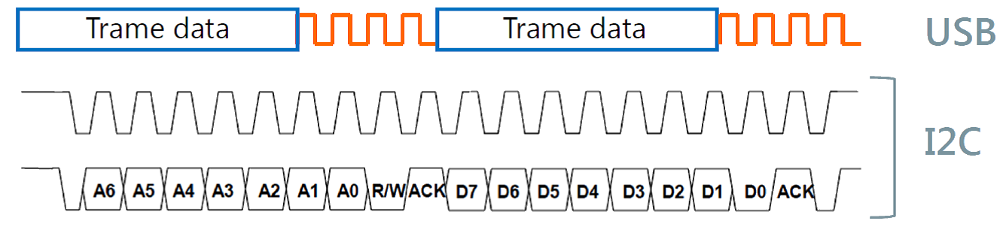 Trame data Trame data USB
I2C
A6 A5 A4 A3 A2 A1 A0 R/W ACK D7 D6 D5 D4 D3 D2 D1 D0 ACK